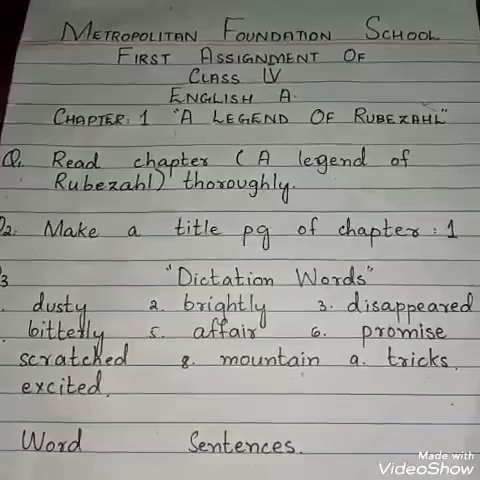 METROPOLITAN FOUNDATION SCHOOL
FIRST ASSIGNMENT OF
CLASS IV
ENGLISH A.
CHAPTER: 1 "A LEGEND OF RUBEZAHL"
Q. Read chapter (A legend of
Rubezahl) thoroughly.
2. Make a title pg of chapter : 1
3 "Dictation Words"
. dusty 2. brightly 3. disappeared
. bitterly 5. affair 6. promise
scratched 8. mountain 9. tricks.
excited.
Word Sentences.
Made with
VideoShow